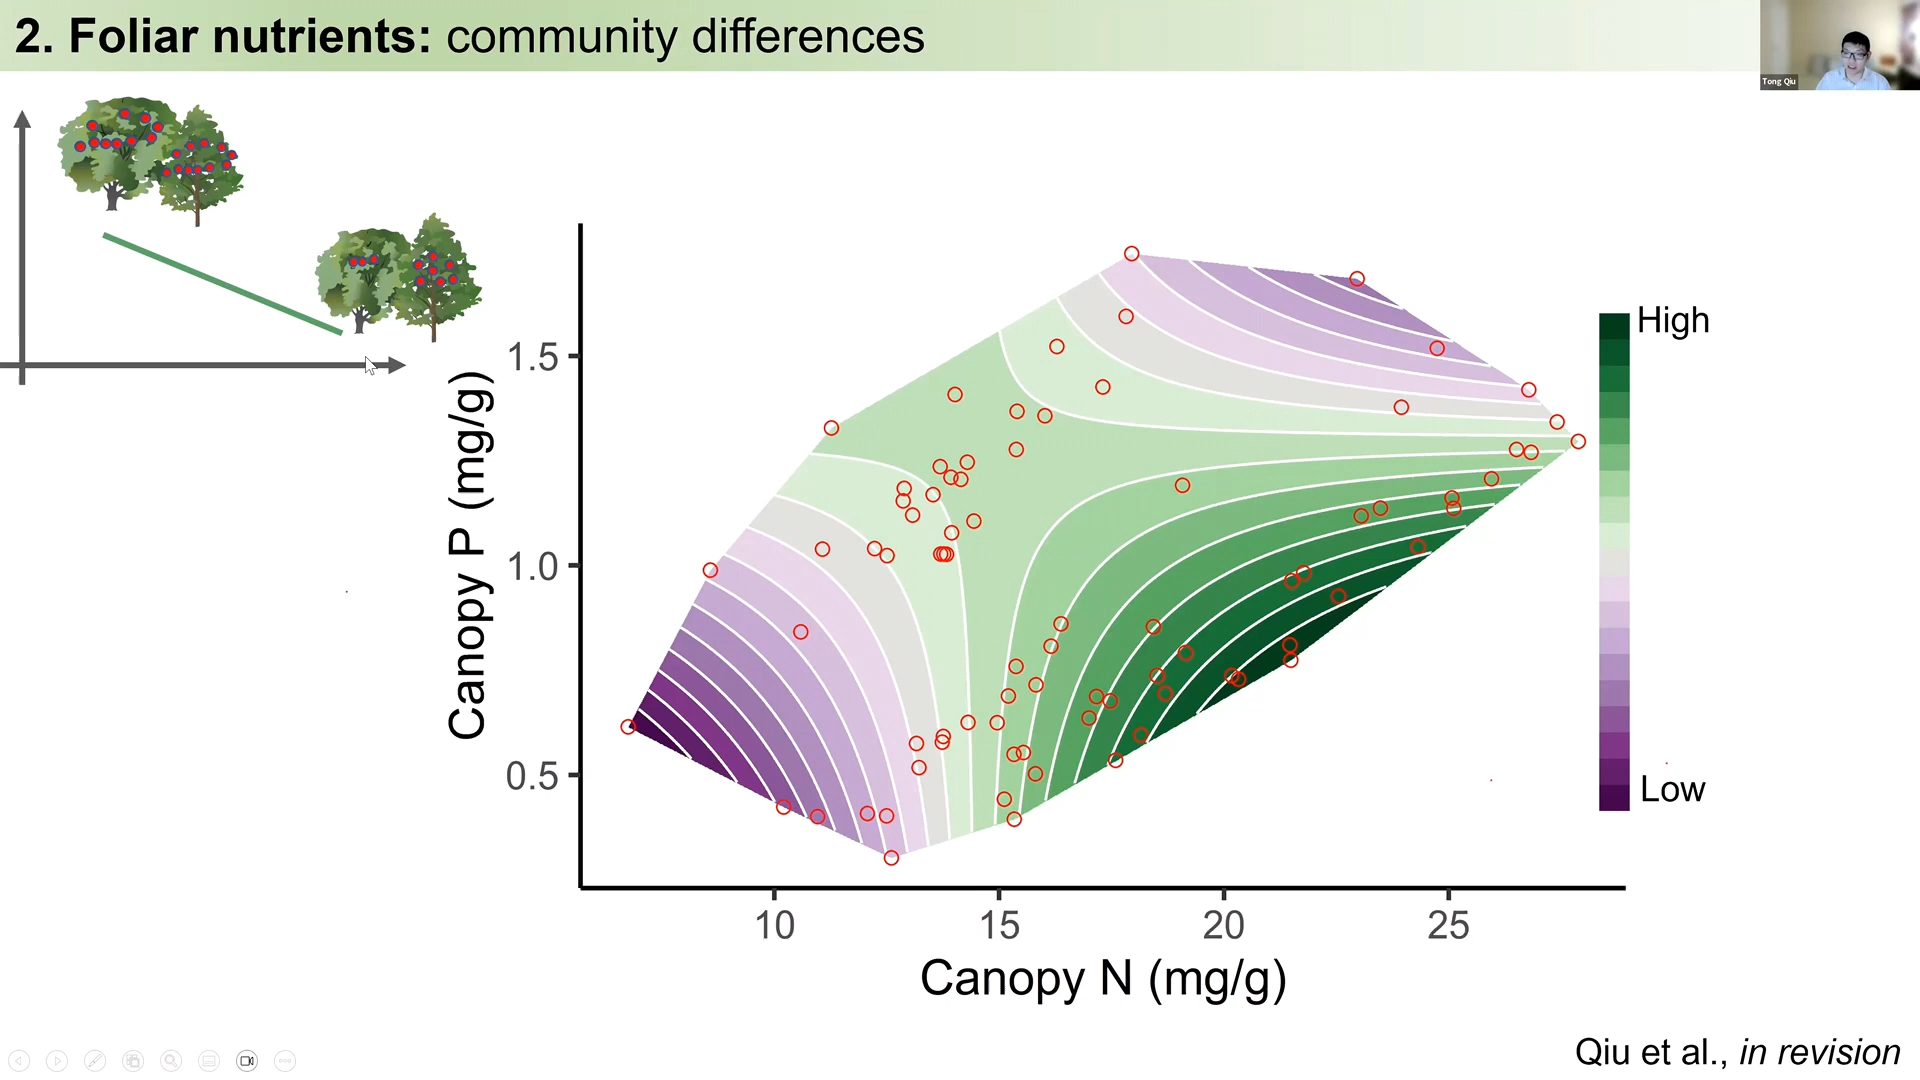 2. Foliar nutrients: community differences
Tong Qiu
Canopy P (mg/g)
1.5
1.0
0.5
10 15 20 25
Canopy N (mg/g)
High
Low
Qiu et al., in revision